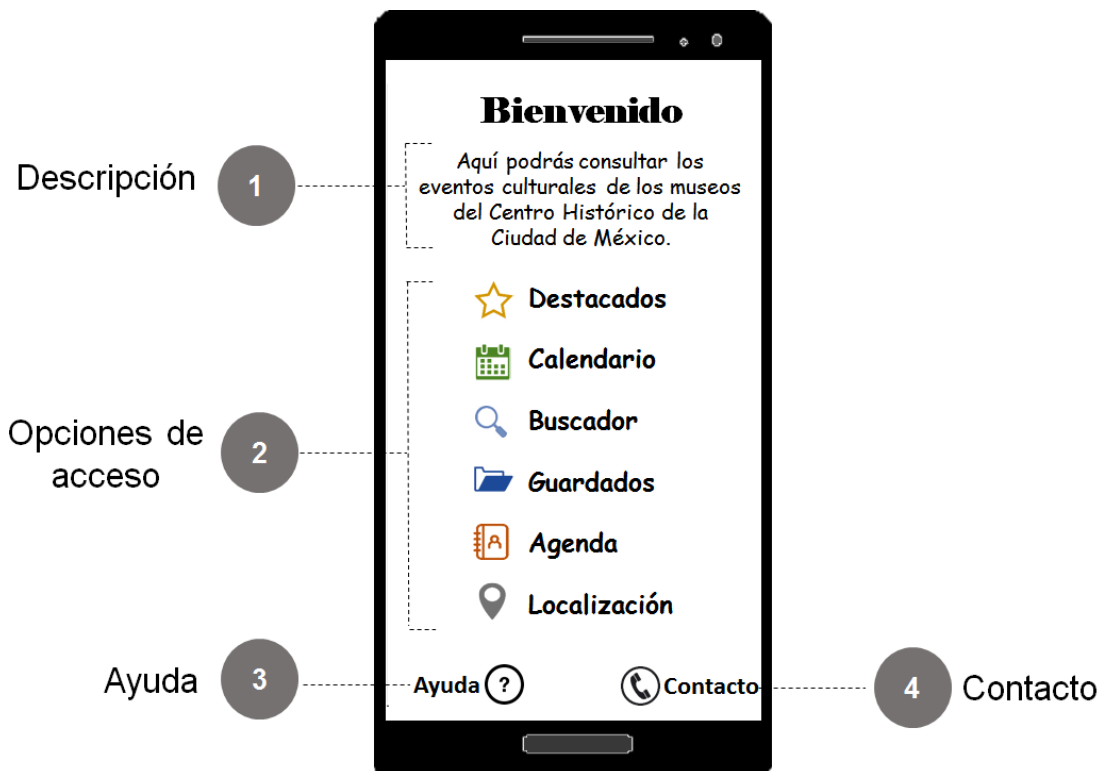 Bienvenido
Descripción
1
Aquí podrás consultar los
eventos culturales de los museos
del Centro Histórico de la
Ciudad de México.
Opciones de
acceso
2
Destacados
Calendario
Buscador
Guardados
Agenda
Localización
Ayuda
3
Ayuda ?
Contacto
4
Contacto